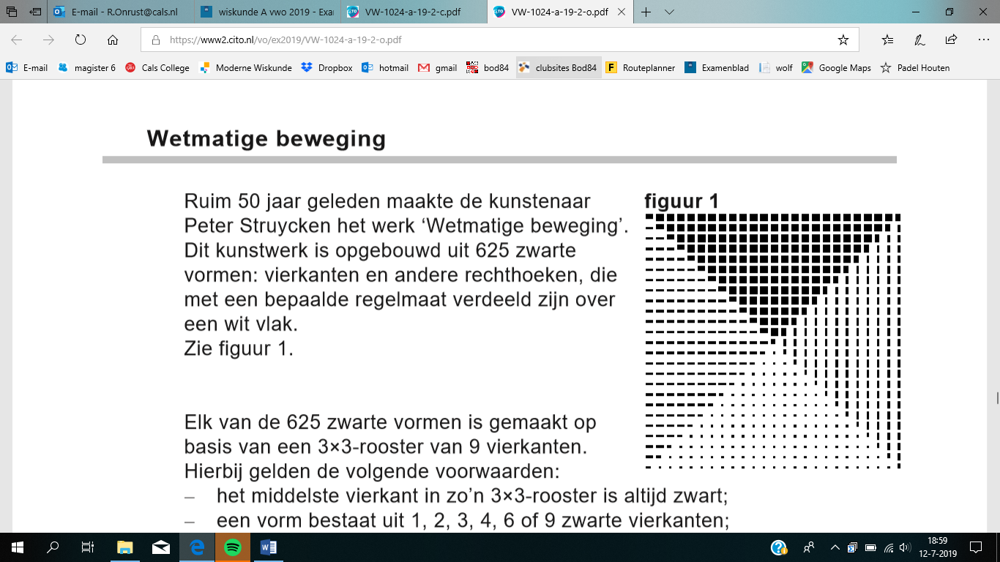 E-mail - R.Onrust@cals.nl
wiskunde A vwo 2019 - Exa
VW-1024-a-19-2-c.pdf
VW-1024-a-19-2-o.pdf
https://www2.cito.nl/vo/ex2019/VW-1024-a-19-2-o.pdf
E-mail
magister 6
Cals College
Moderne Wiskunde
Dropbox
hotmail
gmail
bod84
clubsites Bod84
Routeplanner
Examenblad
wolf
Google Maps
Padel Houten
Wetmatige beweging
Ruim 50 jaar geleden maakte de kunstenaar
Peter Struycken het werk ‘Wetmatige beweging’.
Dit kunstwerk is opgebouwd uit 625 zwarte
vormen: vierkanten en andere rechthoeken, die
met een bepaalde regelmaat verdeeld zijn over
een wit vlak.
Zie figuur 1.
figuur 1
Elk van de 625 zwarte vormen is gemaakt op
basis van een 3×3-rooster van 9 vierkanten.
Hierbij gelden de volgende voorwaarden:
– het middelste vierkant in zo’n 3×3-rooster is altijd zwart;
– een vorm bestaat uit 1, 2, 3, 4, 6 of 9 zwarte vierkanten;
18:59
12-7-2019